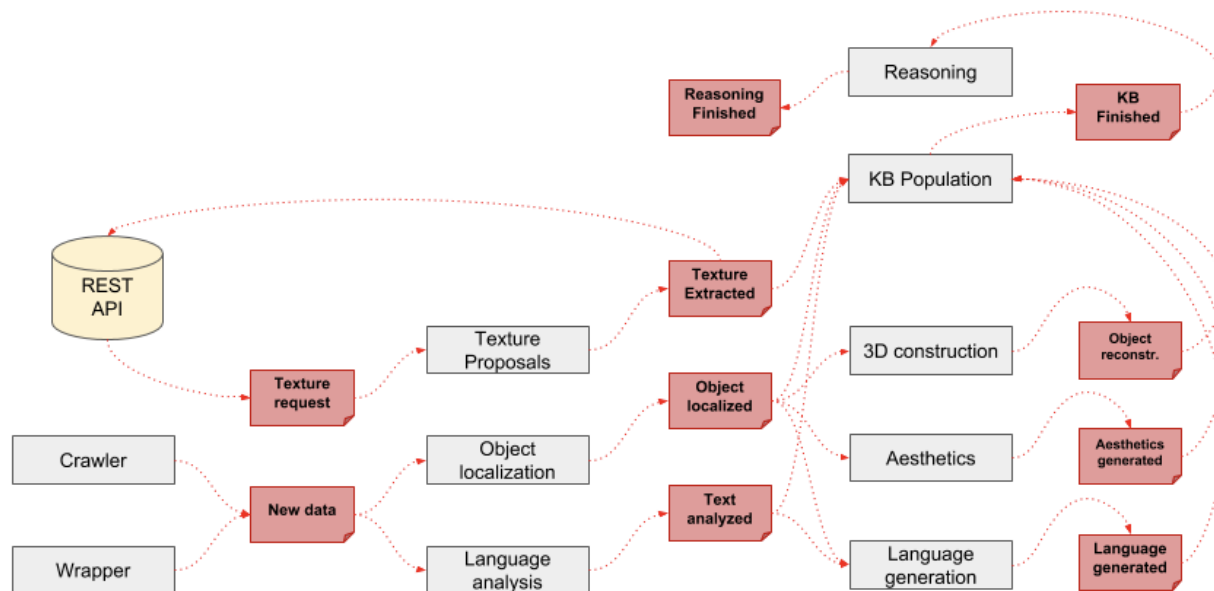 Reasoning
Reasoning
Finished
KB
Finished
KB Population
REST
API
Texture
Extracted
Texture
Proposals
3D construction
Object
reconstr.
Texture
request
Object
localized
Crawler
Object
localization
Aesthetics
Aesthetics
generated
New data
Text
analyzed
Wrapper
Language
analysis
Language
generation
Language
generated